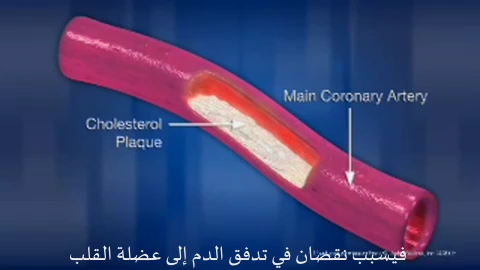 Main Coronary Artery
Cholesterol
Plaque
فيسبب نقصان في تدفق الدم إلى عضلة القلب